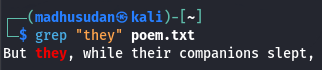 ┌──(madhusudan㉿kali)-[~]
└─$ grep "they" poem.txt
But they, while their companions slept,